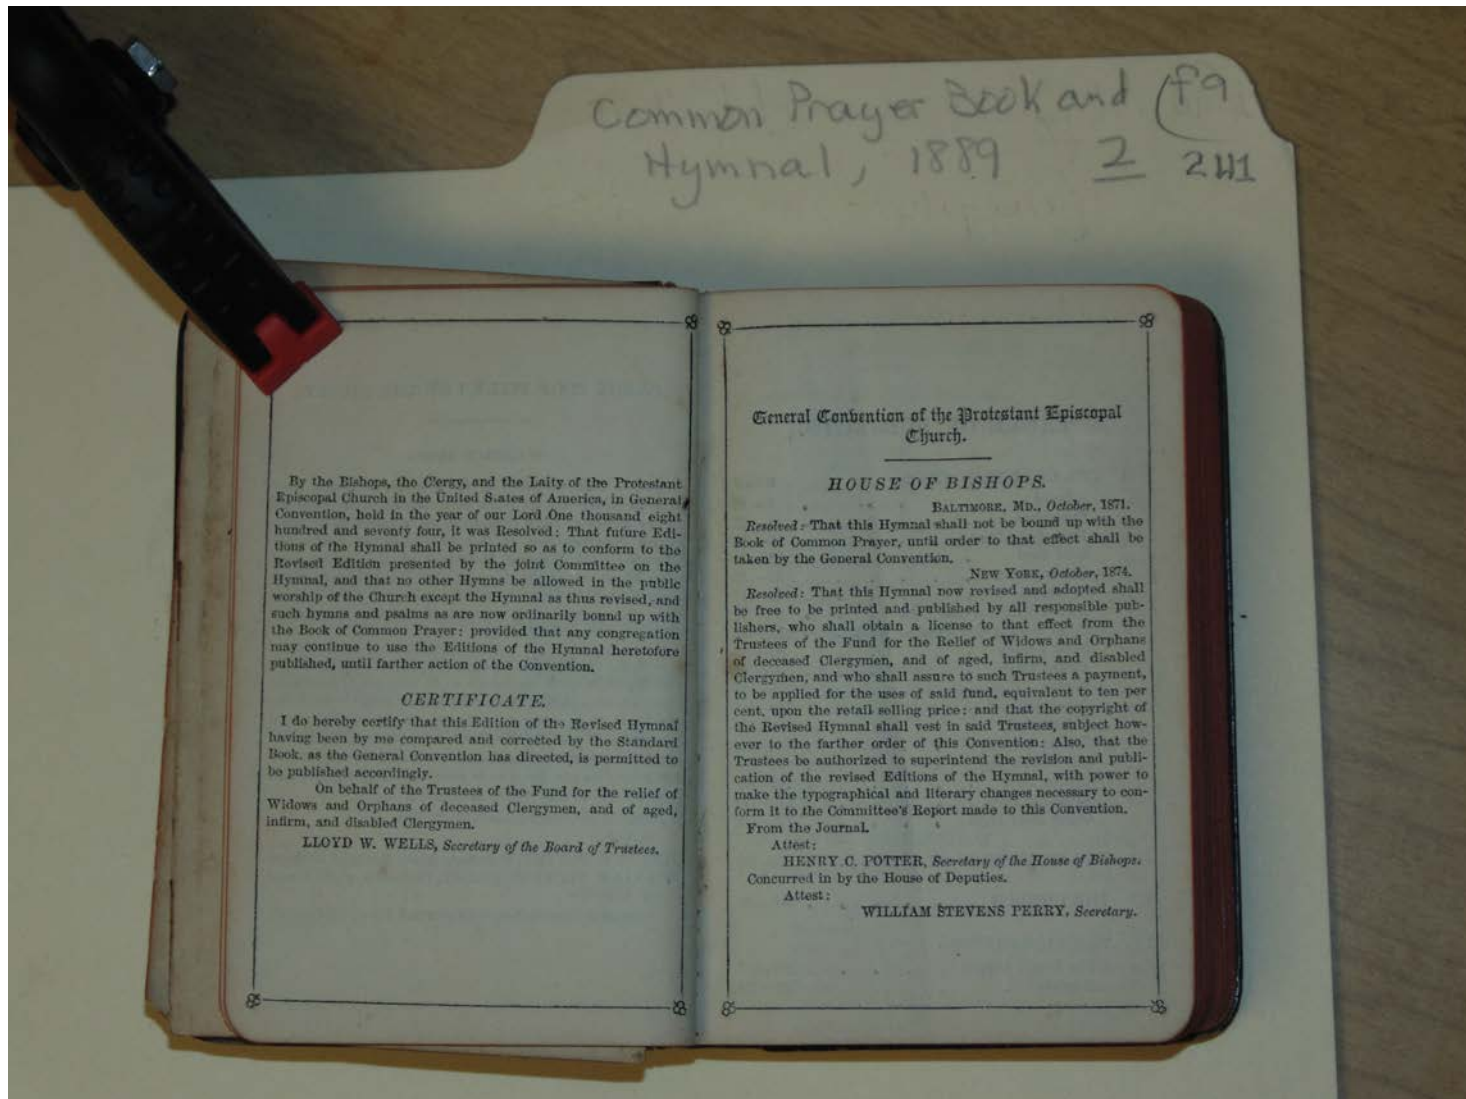 Common Prayer Book and (f9
Hymnal, 1889 2 241
By the Bishops, the Clergy, and the Laity of the Protestant
Episcopal Church in the United States of America, in General
Convention, held in the year of our Lord One thousand eight
hundred and seventy four, it was Resolved: That future Edi-
tions of the Hymnal shall be printed so as to conform to the
Revised Edition presented by the joint Committee on the
Hymnal, and that no other Hymns be allowed in the public
worship of the Church except the Hymnal as thus revised, and
such hymns and psalms as are now ordinarily bound up with
the Book of Common Prayer: provided that any congregation
may continue to use the Editions of the Hymnal heretofore
published, until farther action of the Convention.
CERTIFICATE.
I do hereby certify that this Edition of the Revised Hymnal
having been by me compared and corrected by the Standard
Book, as the General Convention has directed, is permitted to
be published accordingly.
On behalf of the Trustees of the Fund for the relief of
Widows and Orphans of deceased Clergymen, and of aged,
infirm, and disabled Clergymen.
LLOYD W. WELLS, Secretary of the Board of Trustees.
General Convention of the Protestant Episcopal
Church.
HOUSE OF BISHOPS.
BALTIMORE, MD., October, 1871.
Resolved: That this Hymnal shall not be bound up with the
Book of Common Prayer, until order to that effect shall be
taken by the General Convention.
NEW YORK, October, 1874.
Resolved: That this Hymnal now revised and adopted shall
be free to be printed and published by all responsible pub-
lishers, who shall obtain a license to that effect from the
Trustees of the Fund for the Relief of Widows and Orphans
of deceased Clergymen, and of aged, infirm, and disabled
Clergymen, and who shall assure to such Trustees a payment,
to be applied for the uses of said fund, equivalent to ten per
cent, upon the retail selling price: and that the copyright of
the Revised Hymnal shall vest in said Trustees, subject how-
ever to the farther order of this Convention: Also, that the
Trustees be authorized to superintend the revision and publi-
cation of the revised Editions of the Hymnal, with power to
make the typographical and literary changes necessary to con-
form it to the Committee's Report made to this Convention.
From the Journal.
Attest:
HENRY C. POTTER, Secretary of the House of Bishops.
Concurred in by the House of Deputies.
Attest:
WILLIAM STEVENS PERRY, Secretary.